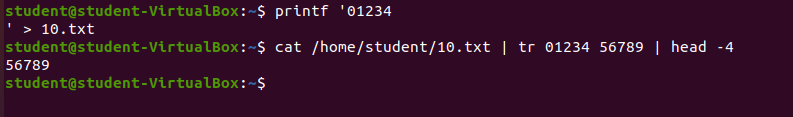 student@student-VirtualBox:~$ printf '01234
' > 10.txt
student@student-VirtualBox:~$ cat /home/student/10.txt | tr 01234 56789 | head -4
56789
student@student-VirtualBox:~$